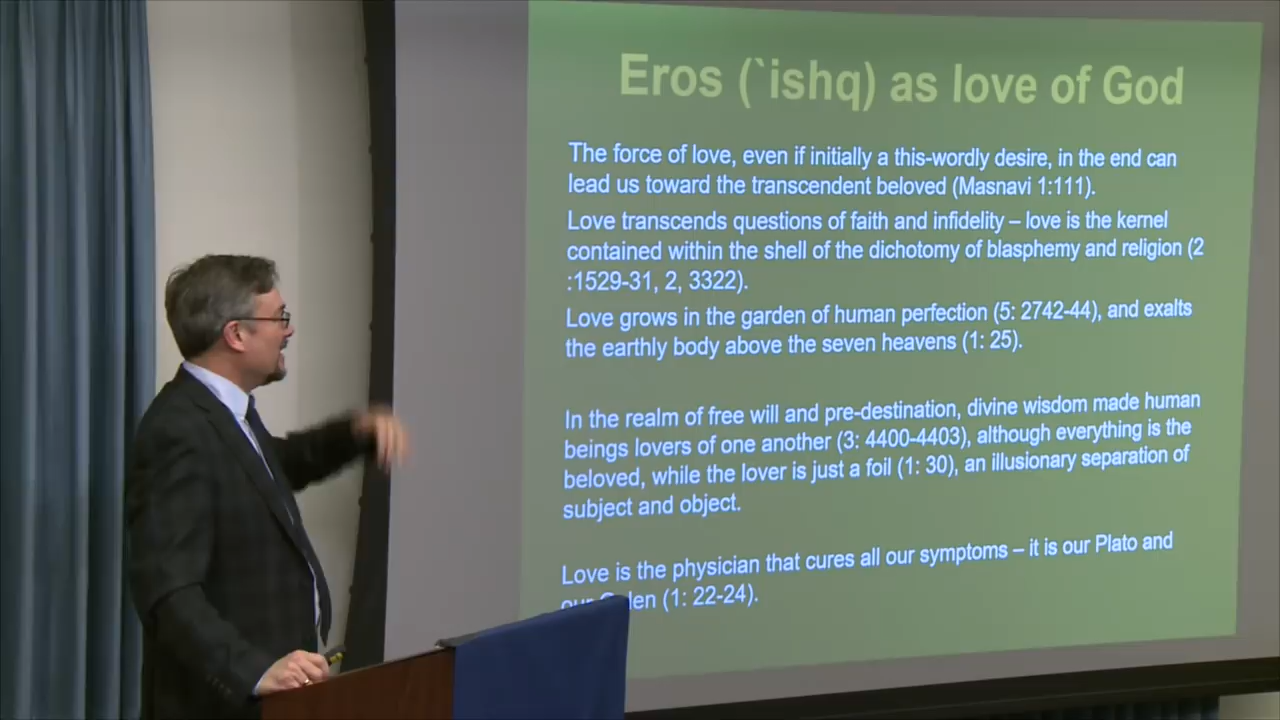 Eros (`ishq) as love of God
The force of love, even if initially a this-wordly desire, in the end can
lead us toward the transcendent beloved (Masnavi 1:111).
Love transcends questions of faith and infidelity – love is the kernel
contained within the shell of the dichotomy of blasphemy and religion (2
:1529-31, 2, 3322).
Love grows in the garden of human perfection (5: 2742-44), and exalts
the earthly body above the seven heavens (1: 25).
In the realm of free will and pre-destination, divine wisdom made human
beings lovers of one another (3: 4400-4403), although everything is the
beloved, while the lover is just a foil (1: 30), an illusionary separation of
subject and object.
Love is the physician that cures all our symptoms – it is our Plato and
our (1: 22-24).